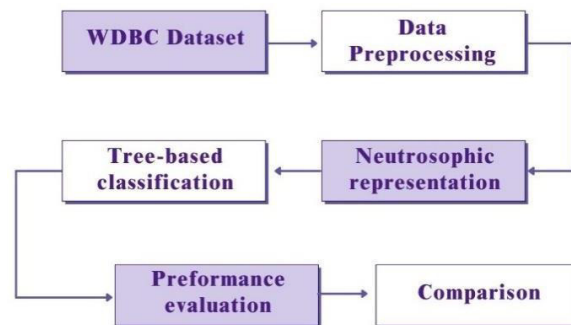 WDBC Dataset
Data
Preprocessing
Tree-based
classification
Neutrosophic
representation
Preformance
evaluation
Comparison